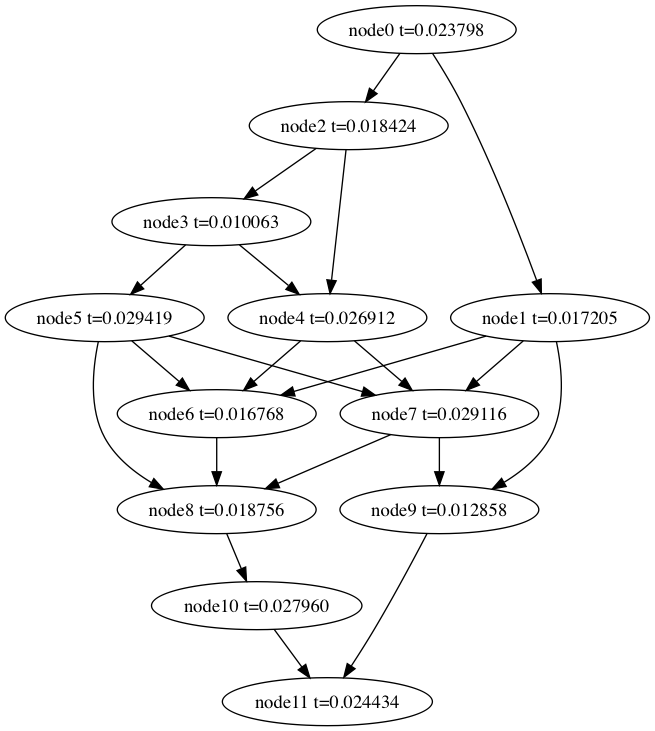 node0 t=0.023798
node2 t=0.018424
node3 t=0.010063
node5 t=0.029419
node4 t=0.026912
node1 t=0.017205
node6 t=0.016768
node7 t=0.029116
node8 t=0.018756
node9 t=0.012858
node10 t=0.027960
node11 t=0.024434